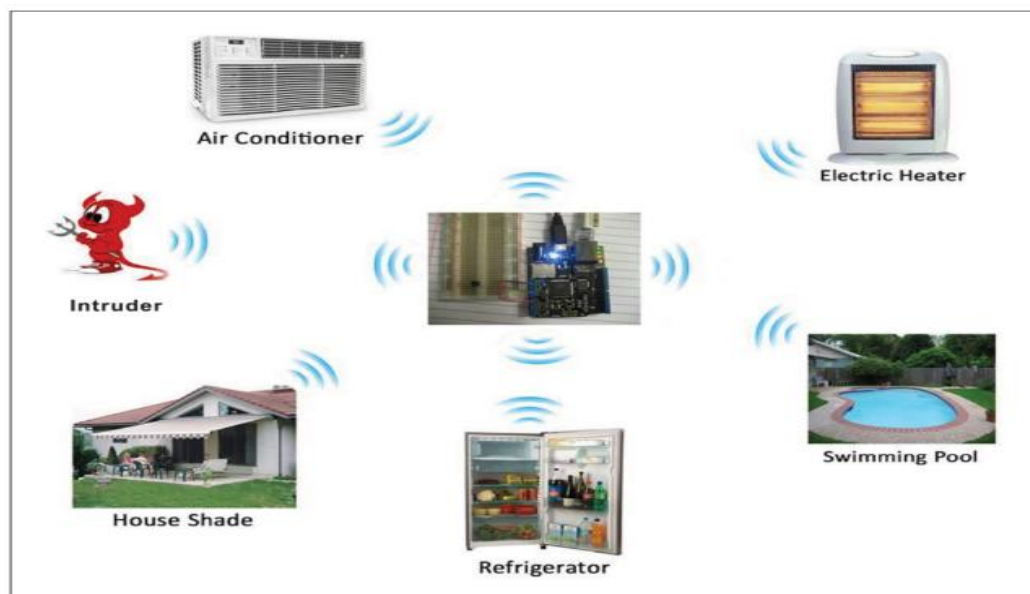 Air Conditioner
Electric Heater
Intruder
House Shade
Swimming Pool
Refrigerator